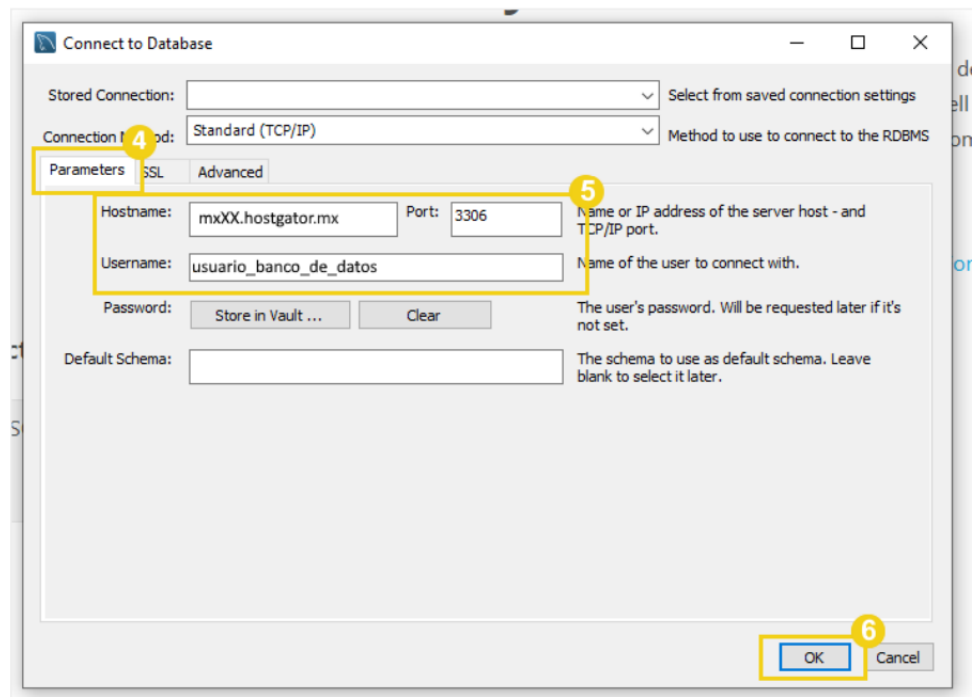 Connect to Database
Stored Connection: Select from saved connection settings
Connection Standard (TCP/IP) Method to use to connect to the RDBMS
4
Parameters SSL Advanced
5
Hostname: mxXX.hostgator.mx Port: 3306 Name or IP address of the server host - and
TCP/IP port.
Username: usuario_banco_de_datos Name of the user to connect with.
Password: Store in Vault ... Clear The user's password. Will be requested later if it's
not set.
Default Schema: The schema to use as default schema. Leave
blank to select it later.
6
OK Cancel